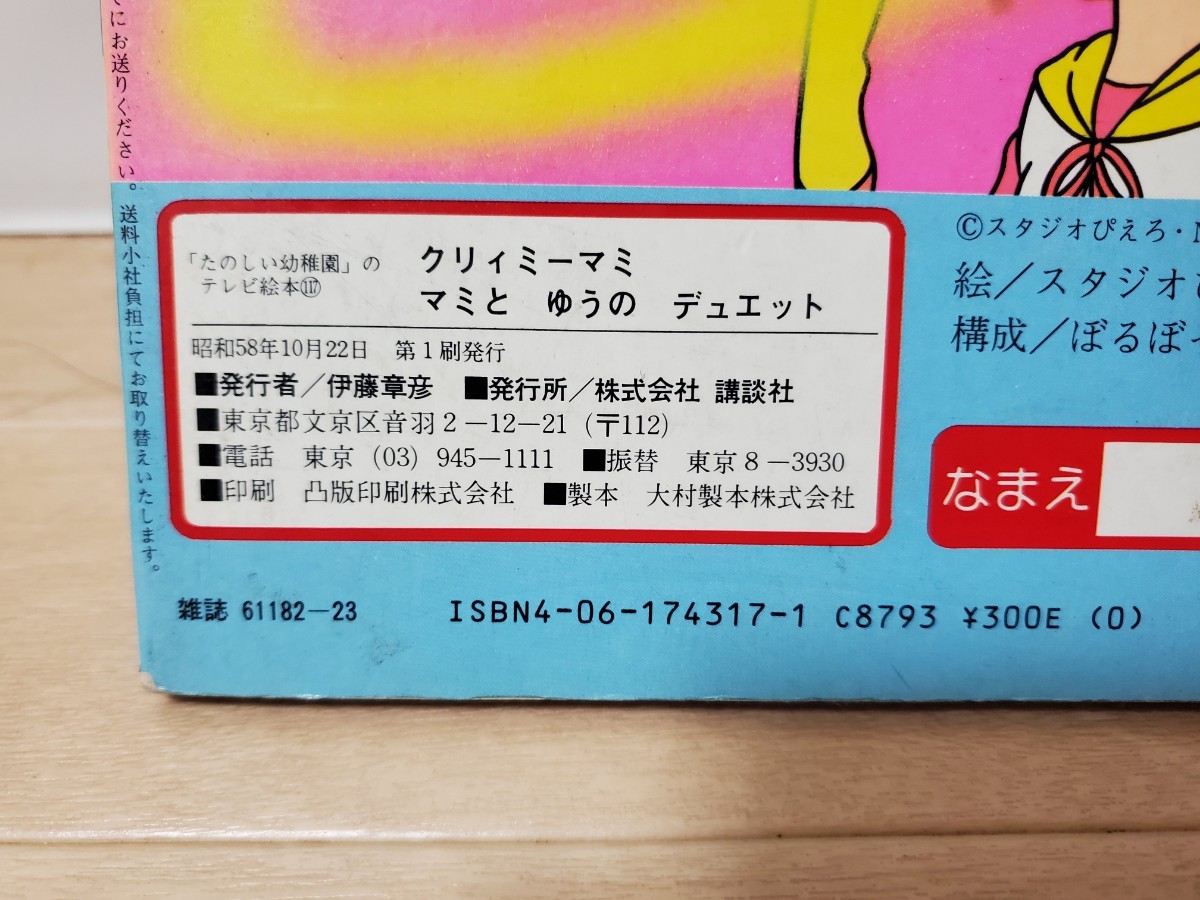 にお送りください。送料小社負担にてお取り替えいたします。
「たのしい幼稚園」の
テレビ絵本⑰
クリィミーマミ
マミと ゆうの デュエット
昭和58年10月22日 第1刷発行
■発行者/伊藤章彦 ■発行所/株式会社 講談社
■東京都文京区音羽2-12-21(〒112)
■電話 東京(03)945-1111 ■振替 東京8-3930
■印刷 凸版印刷株式会社 ■製本 大村製本株式会社
©スタジオぴえろ・
絵/スタジオ
構成/ぼるぼ
なまえ
雑誌 61182-23 ISBN4-06-174317-1 C8793 ¥300E (0)